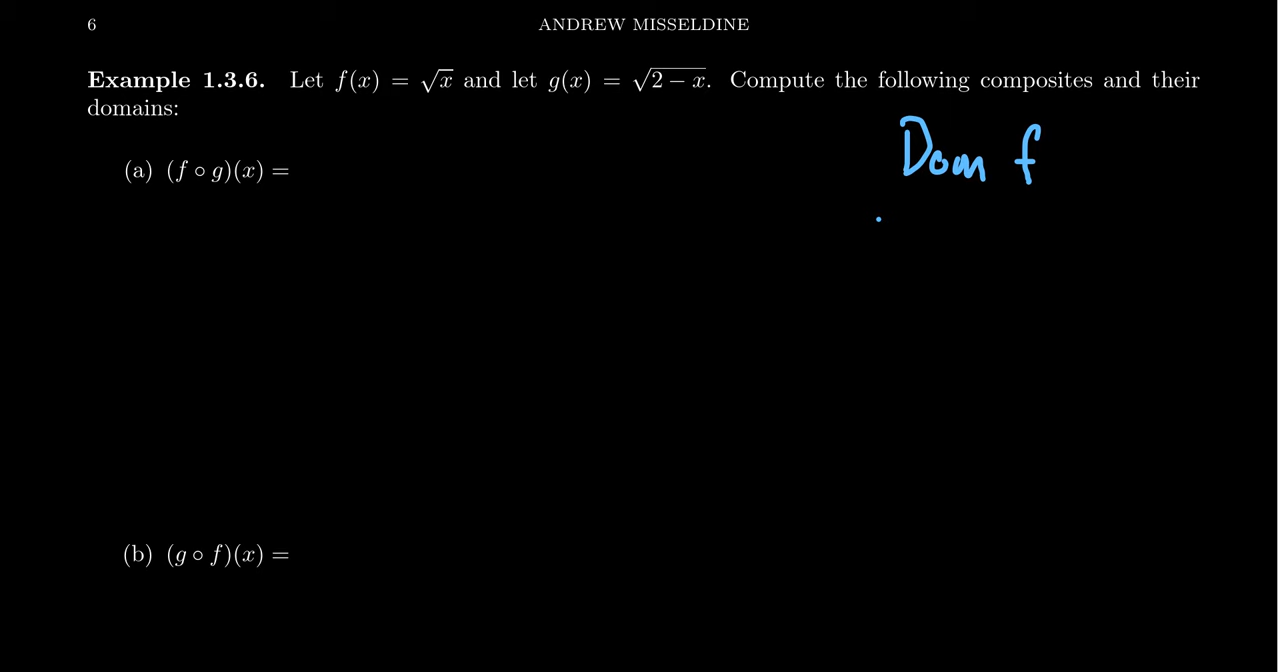 6 ANDREW MISSELDINE
Example 1.3.6. Let f(x) = √x and let g(x) = √(2 − x). Compute the following composites and their
domains:
Dom f
(a) (f ∘ g)(x) =
(b) (g ∘ f)(x) =